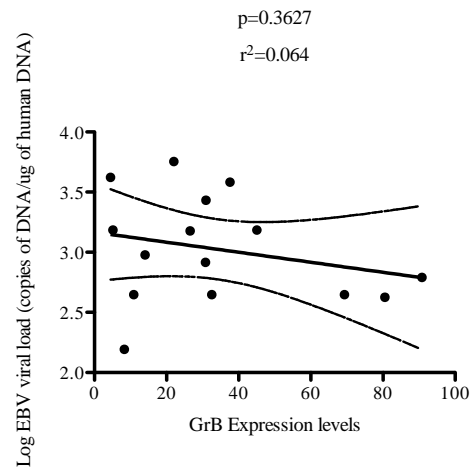 p=0.3627
r²=0.064
Log EBV viral load (copies of DNA/ug of human DNA)
4.0
3.5
3.0
2.5
2.0
0 20 40 60 80 100
GrB Expression levels